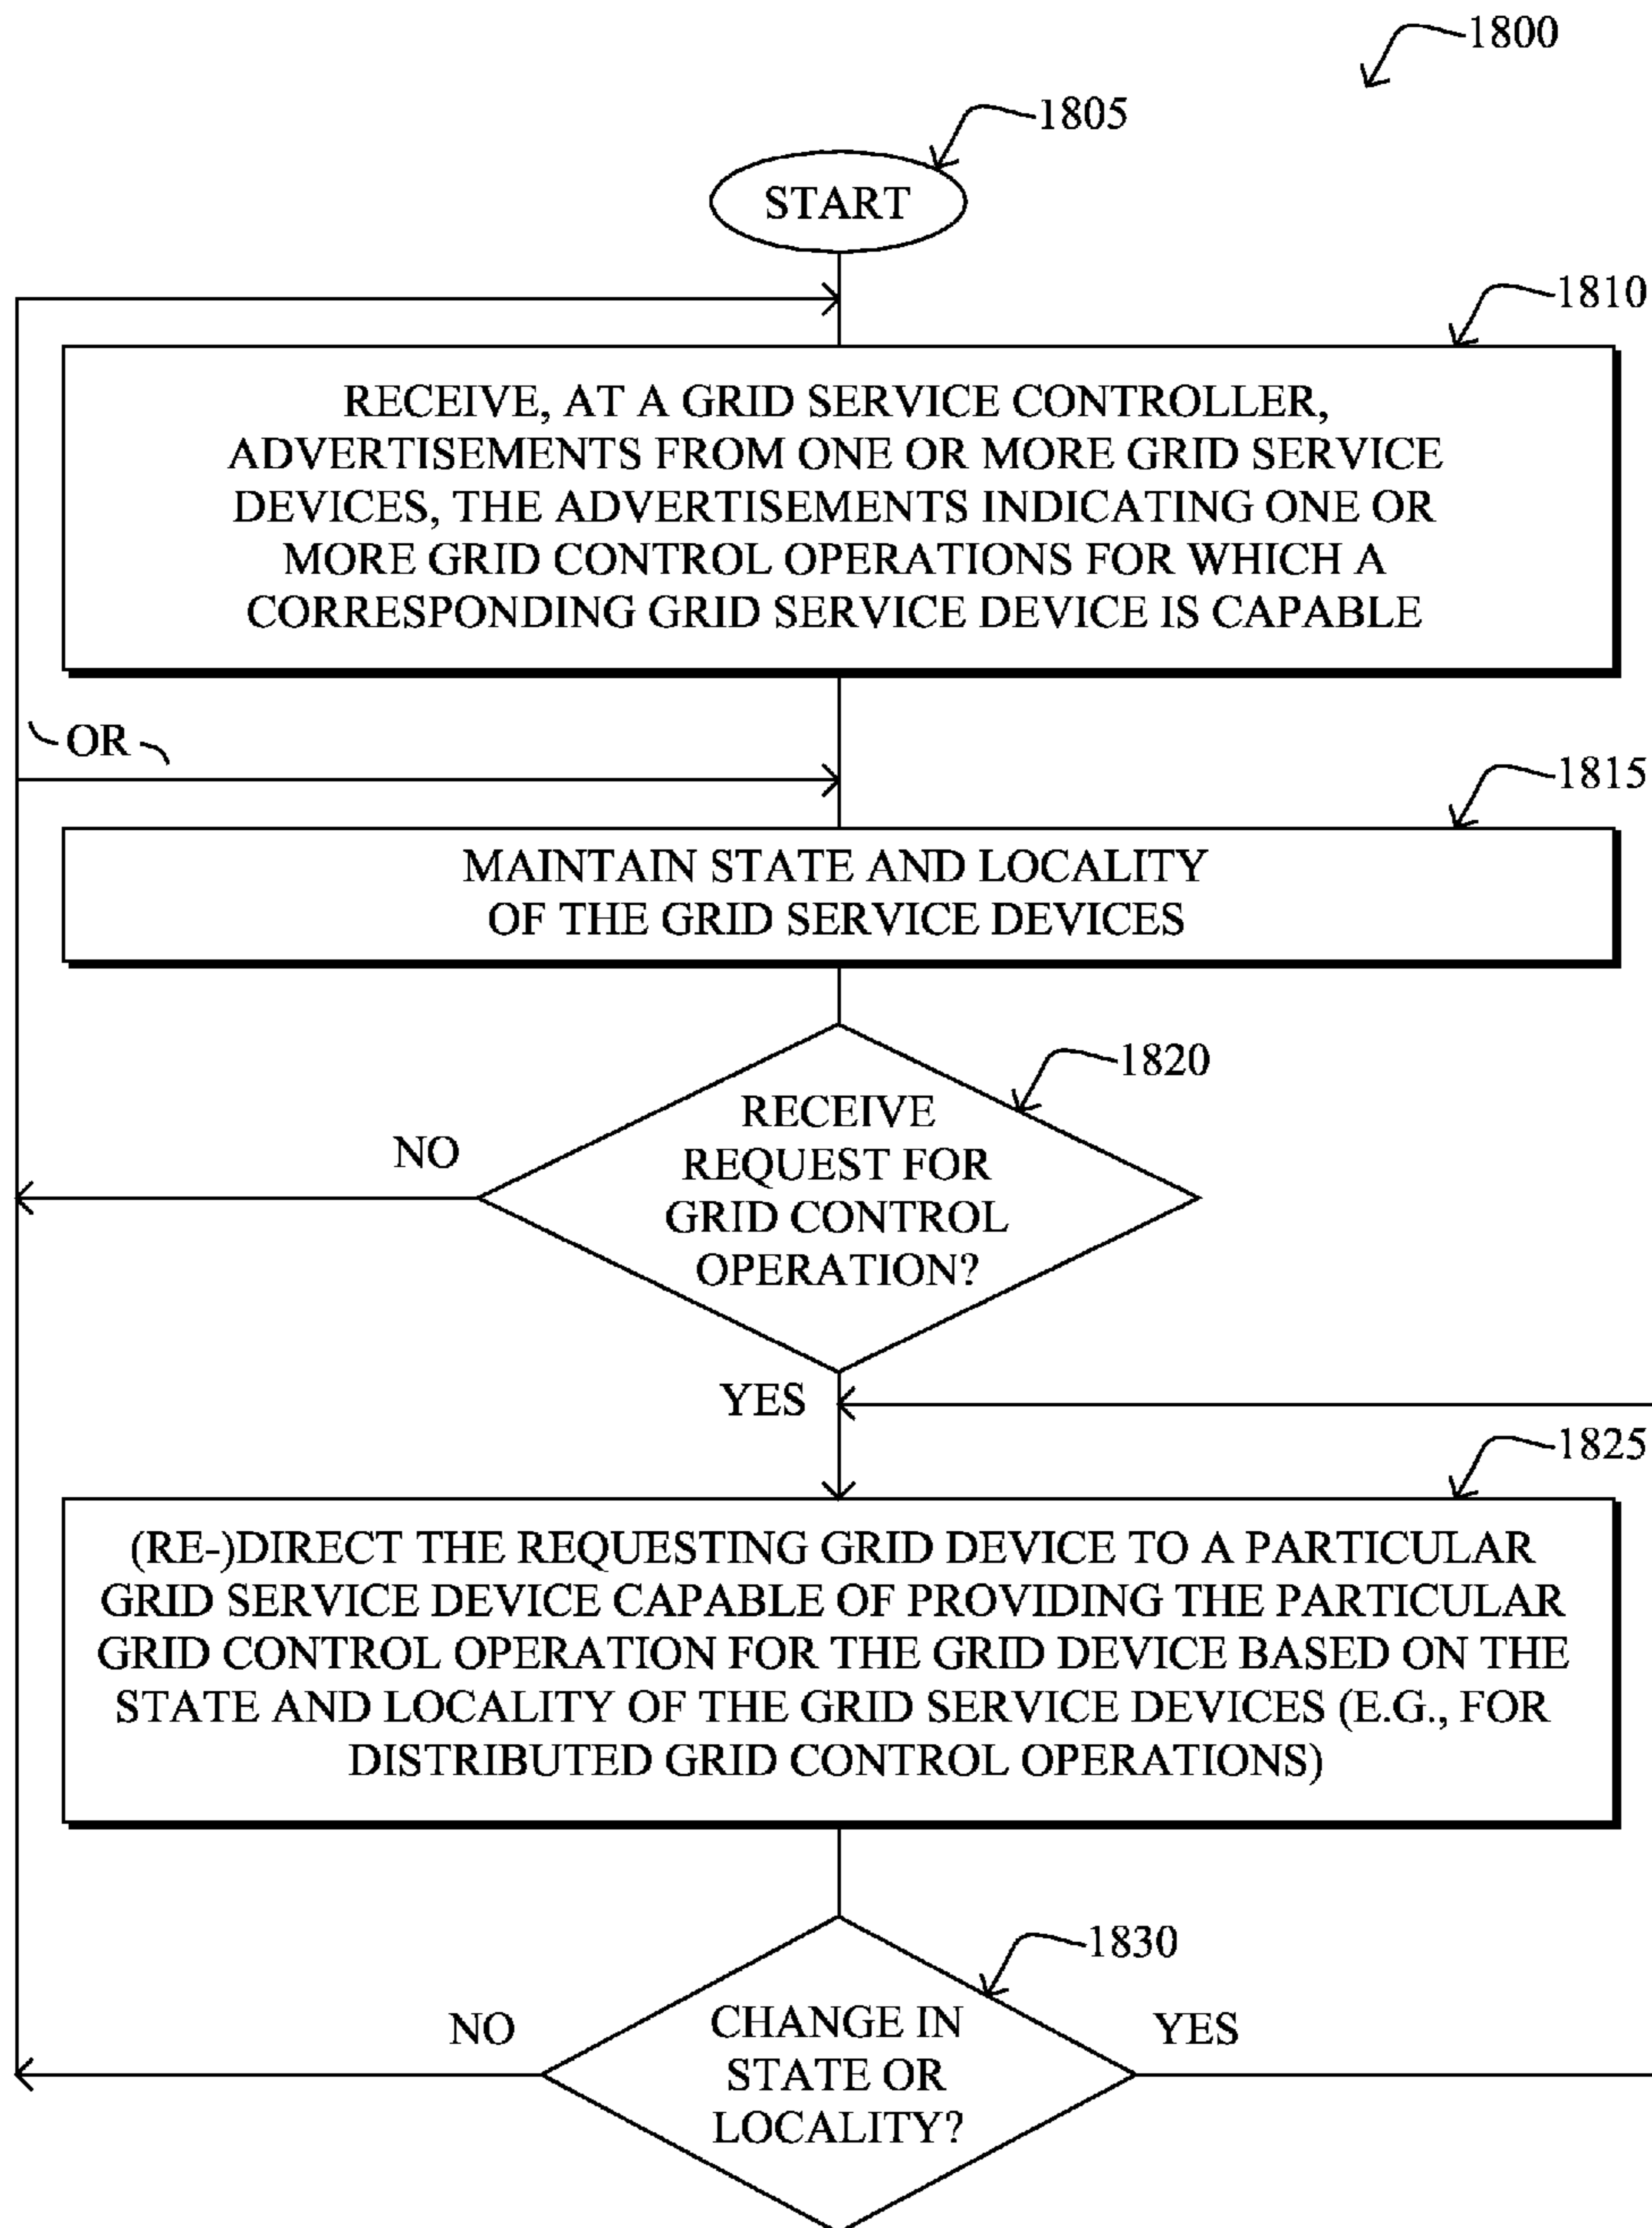 1800
1805
START
1810
RECEIVE, AT A GRID SERVICE CONTROLLER,
ADVERTISEMENTS FROM ONE OR MORE GRID SERVICE
DEVICES, THE ADVERTISEMENTS INDICATING ONE OR
MORE GRID CONTROL OPERATIONS FOR WHICH A
CORRESPONDING GRID SERVICE DEVICE IS CAPABLE
OR
1815
MAINTAIN STATE AND LOCALITY
OF THE GRID SERVICE DEVICES
1820
RECEIVE
REQUEST FOR
GRID CONTROL
OPERATION?
NO
YES
1825
(RE-)DIRECT THE REQUESTING GRID DEVICE TO A PARTICULAR
GRID SERVICE DEVICE CAPABLE OF PROVIDING THE PARTICULAR
GRID CONTROL OPERATION FOR THE GRID DEVICE BASED ON THE
STATE AND LOCALITY OF THE GRID SERVICE DEVICES (E.G., FOR
DISTRIBUTED GRID CONTROL OPERATIONS)
1830
CHANGE IN
STATE OR
LOCALITY?
NO
YES